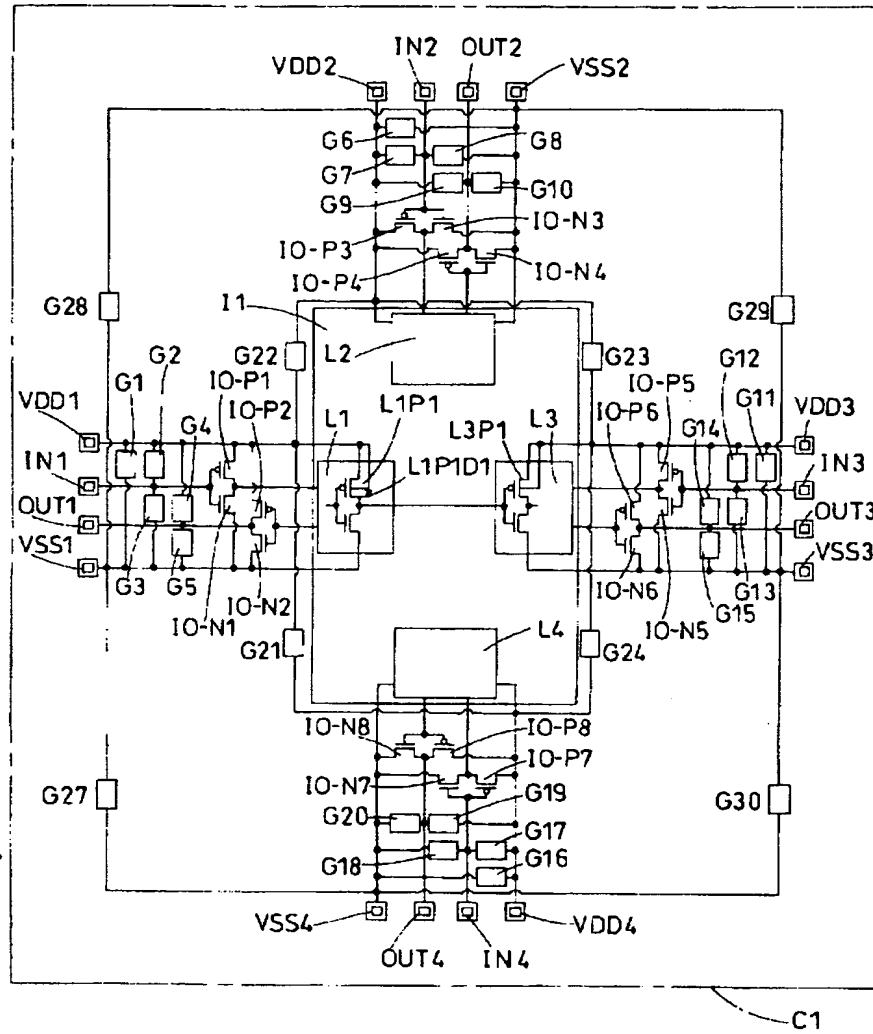 IN2 OUT2
VDD2 VSS2
G6 G8
G7
G9 G10
IO-N3
IO-P3
IO-P4 IO-N4
I1
G28 G29
L2
G22 G23
G2 G12
G1 IO-P1 IO-P5 G11
VDD1 G4 IO-P2 L1 L1P1 L3P1 L3 IO-P6 G14 VDD3
IN1 L1P1D1 IN3
OUT1 OUT3
VSS1 VSS3
G3 G5 IO-N2 IO-N6 G15 G13
IO-N1 IO-N5
G21 L4 G24
IO-N8 IO-P8
IO-N7 IO-P7
G27 G30
G20 G19
G18 G17
G16
VSS4 VDD4
OUT4 IN4
C1